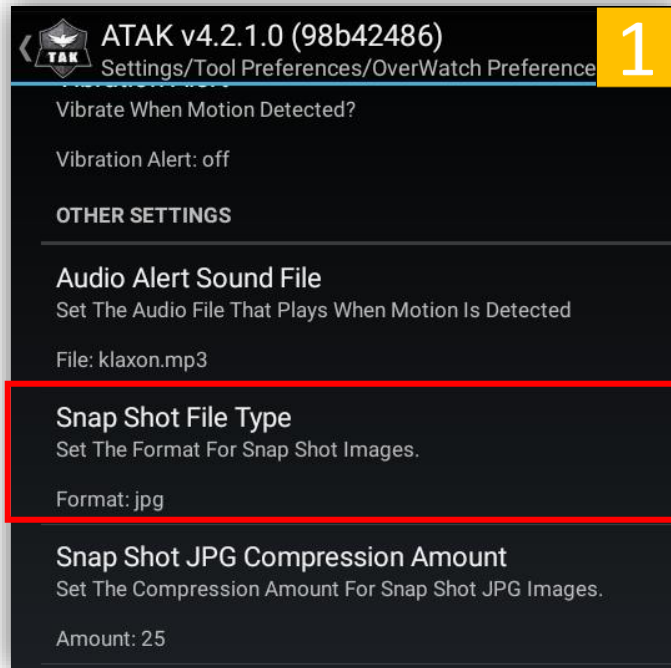 ATAK v4.2.1.0 (98b42486)
1
TAK
Settings/Tool Preferences/OverWatch Preference
Vibrate When Motion Detected?
Vibration Alert: off
OTHER SETTINGS
Audio Alert Sound File
Set The Audio File That Plays When Motion Is Detected
File: klaxon.mp3
Snap Shot File Type
Set The Format For Snap Shot Images.
Format: jpg
Snap Shot JPG Compression Amount
Set The Compression Amount For Snap Shot JPG Images.
Amount: 25